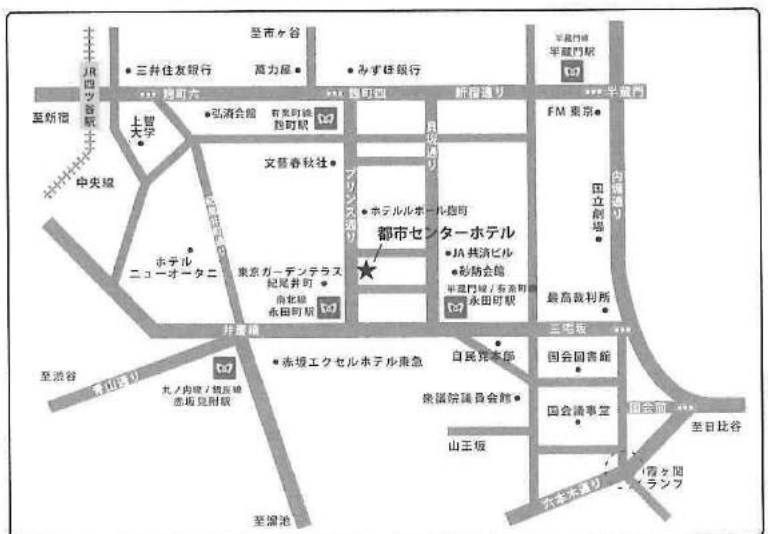 至市ヶ谷
半蔵門線
半蔵門駅
JR四ツ谷駅
三井住友銀行
萬力屋
みずほ銀行
麹町六
麹町四
新宿通り
半蔵門
至新宿
上智
大学
弘済会館
有楽町線
麹町駅
FM東京
貝坂通り
文藝春秋社
中央線
プリンス通り
内堀通り
国立劇場
ホテルルポール麹町
都市センターホテル
ホテル
ニューオータニ
JA共済ビル
東京ガーデンテラス
紀尾井町
砂防会館
半蔵門線/有楽町線
永田町駅
南北線
永田町駅
最高裁判所
弁慶橋
三宅坂
自民党本部
国会図書館
赤坂エクセルホテル東急
至渋谷
青山通り
丸ノ内線/銀座線
赤坂見附駅
衆議院議員会館
国会議事堂
国会前
至日比谷
山王坂
霞ヶ関
ランプ
六本木通り
至溜池